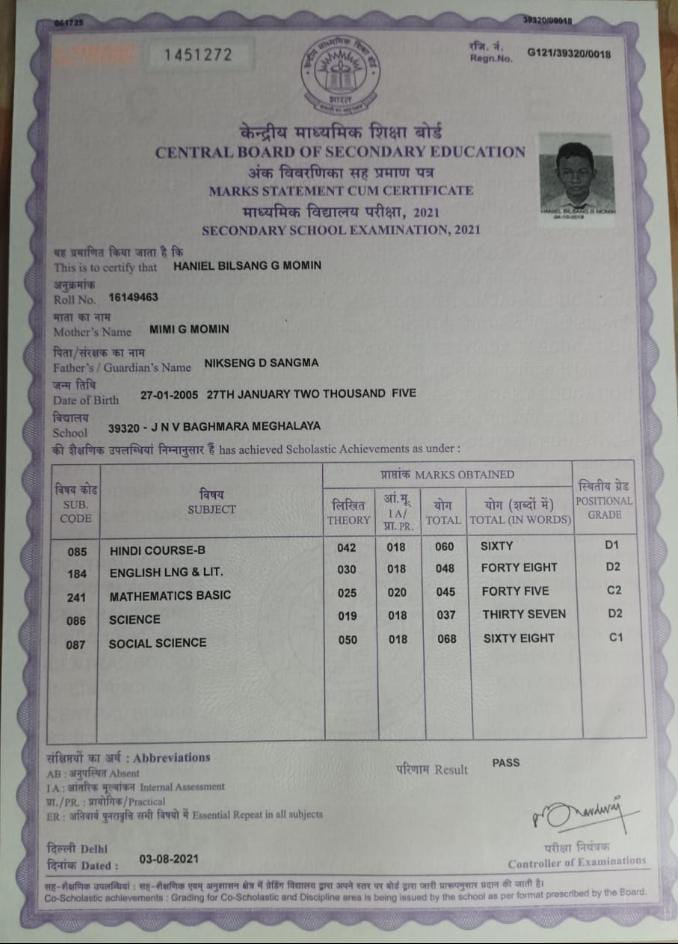 061725
39320/0018
1451272
रजि. नं.
Regn.No. G121/39320/0018
भारत
केन्द्रीय माध्यमिक शिक्षा बोर्ड
CENTRAL BOARD OF SECONDARY EDUCATION
अंक विवरणिका सह प्रमाण पत्र
MARKS STATEMENT CUM CERTIFICATE
माध्यमिक विद्यालय परीक्षा, 2021
SECONDARY SCHOOL EXAMINATION, 2021
HANIEL BILSANG G MOMIN
यह प्रमाणित किया जाता है कि
This is to certify that HANIEL BILSANG G MOMIN
अनुक्रमांक
Roll No. 16149463
माता का नाम
Mother's Name MIMI G MOMIN
पिता/संरक्षक का नाम
Father's / Guardian's Name NIKSENG D SANGMA
जन्म तिथि
Date of Birth 27-01-2005 27TH JANUARY TWO THOUSAND FIVE
विद्यालय
School 39320 - J N V BAGHMARA MEGHALAYA
की शैक्षणिक उपलब्धियां निम्नानुसार हैं has achieved Scholastic Achievements as under :
विषय कोड SUB. CODE
विषय SUBJECT
प्राप्तांक MARKS OBTAINED
लिखित THEORY
आं.मू. I A/ प्रा. PR.
योग TOTAL
योग (शब्दों में) TOTAL (IN WORDS)
स्थितीय ग्रेड POSITIONAL GRADE
085 HINDI COURSE-B 042 018 060 SIXTY D1
184 ENGLISH LNG & LIT. 030 018 048 FORTY EIGHT D2
241 MATHEMATICS BASIC 025 020 045 FORTY FIVE C2
086 SCIENCE 019 018 037 THIRTY SEVEN D2
087 SOCIAL SCIENCE 050 018 068 SIXTY EIGHT C1
संक्षिप्तियों का अर्थ : Abbreviations
AB : अनुपस्थित Absent
I A : आंतरिक मूल्यांकन Internal Assessment
प्रा./PR. : प्रायोगिक/Practical
ER : अनिवार्य पुनरावृत्ति सभी विषयो में Essential Repeat in all subjects
परिणाम Result PASS
दिल्ली Delhi
दिनांक Dated : 03-08-2021
परीक्षा नियंत्रक
Controller of Examinations
सह-शैक्षणिक उपलब्धियां : सह-शैक्षणिक एवम् अनुशासन क्षेत्र में ग्रेडिंग विद्यालय द्वारा अपने स्तर पर बोर्ड द्वारा जारी प्रारूपनुसार प्रदान की जाती है।
Co-Scholastic achievements : Grading for Co-Scholastic and Discipline area is being issued by the school as per format prescribed by the Board.